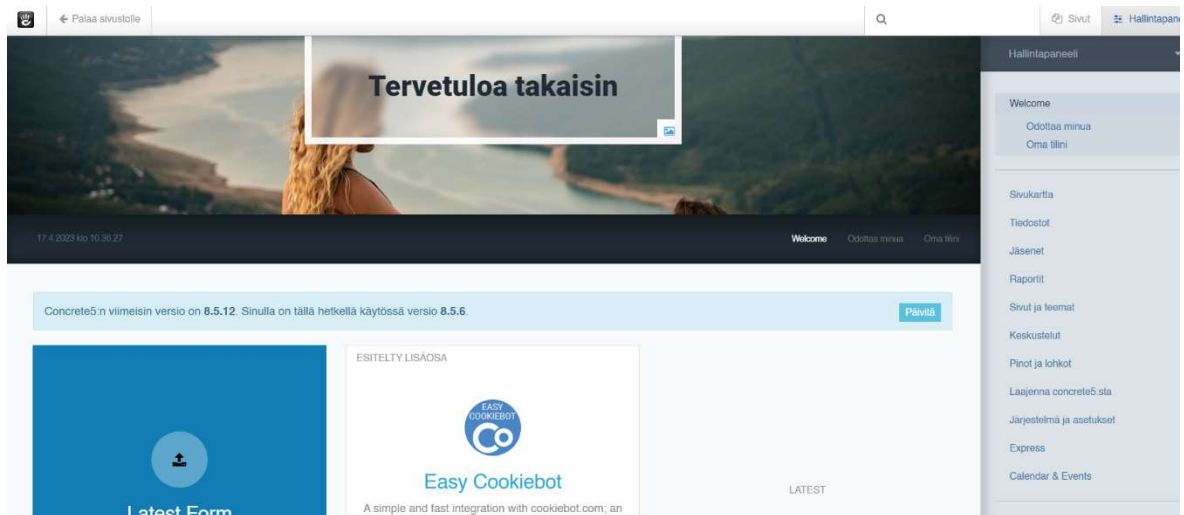 Palaa sivustolle
Sivut
Hallintapane
Tervetuloa takaisin
17.4.2023 klo 10.36.27
Welcome
Odottaa minua
Oma tilini
Concrete5:n viimeisin versio on 8.5.12. Sinulla on tällä hetkellä käytössä versio 8.5.6.
Päivitä
Latest Form
ESITELTY LISÄOSA
EASY
COOKIEBOT
Co
Easy Cookiebot
A simple and fast integration with cookiebot.com; an
LATEST
Hallintapaneeli
Welcome
Odottaa minua
Oma tilini
Sivukartta
Tiedostot
Jäsenet
Raportit
Sivut ja teemat
Keskustelut
Pinot ja lohkot
Laajenna concrete5:sta
Järjestelmä ja asetukset
Express
Calendar & Events